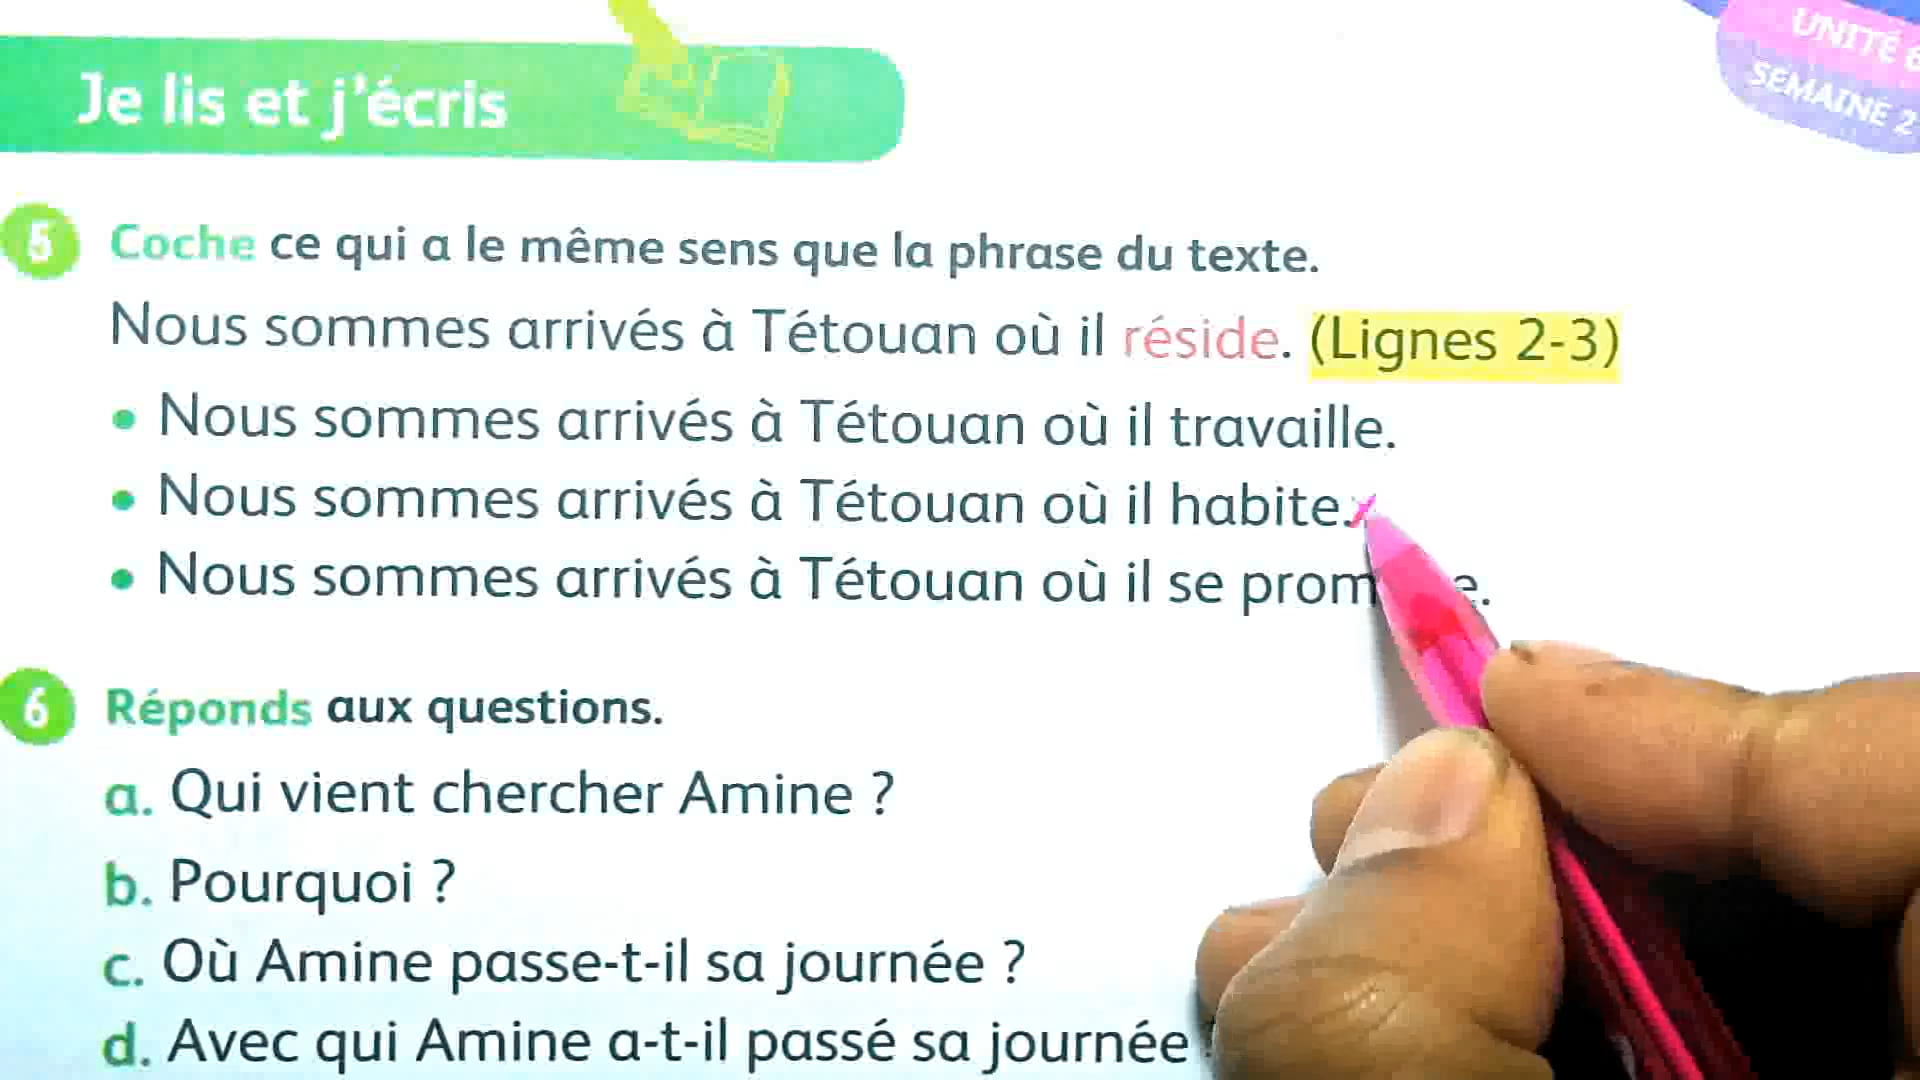 UNITÉ 6
SEMAINE 2
Je lis et j'écris
5 Coche ce qui a le même sens que la phrase du texte.
Nous sommes arrivés à Tétouan où il réside. (Lignes 2-3)
• Nous sommes arrivés à Tétouan où il travaille.
• Nous sommes arrivés à Tétouan où il habite. x
• Nous sommes arrivés à Tétouan où il se
6 Réponds aux questions.
a. Qui vient chercher Amine ?
b. Pourquoi ?
c. Où Amine passe-t-il sa journée ?
d. Avec qui Amine a-t-il passé sa journée